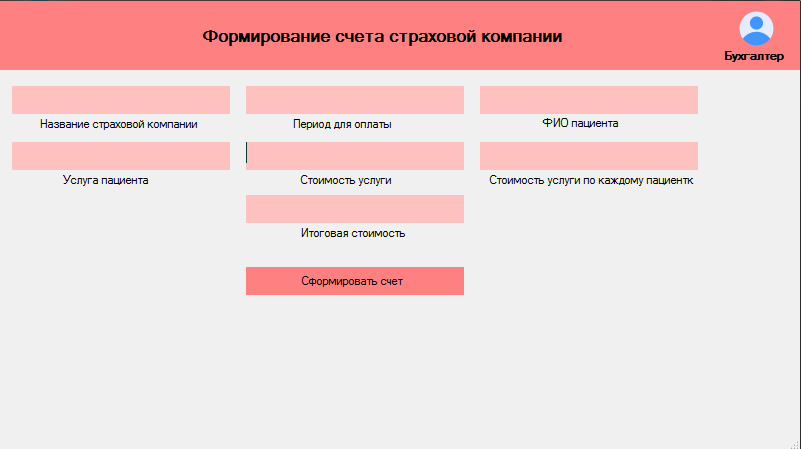 Формирование счета страховой компании
Бухгалтер
Название страховой компании
Период для оплаты
ФИО пациента
Услуга пациента
Стоимость услуги
Стоимость услуги по каждому пациентк
Итоговая стоимость
Сформировать счет